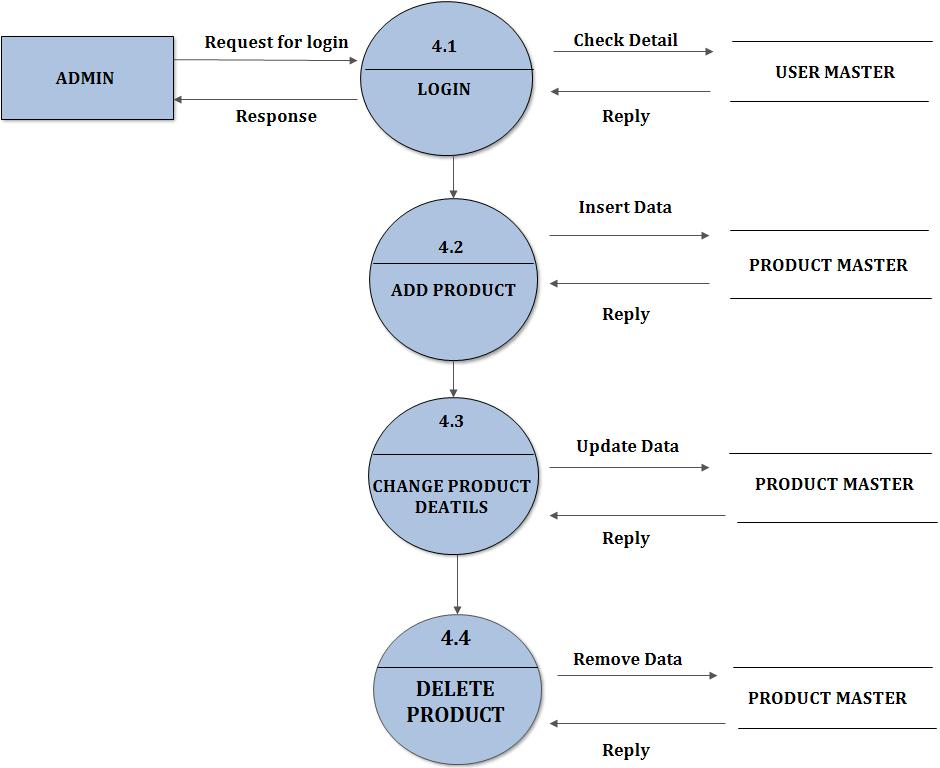 Request for login
4.1
Check Detail
ADMIN
LOGIN
USER MASTER
Response
Reply
4.2
Insert Data
ADD PRODUCT
PRODUCT MASTER
Reply
4.3
Update Data
CHANGE PRODUCT
DEATILS
PRODUCT MASTER
Reply
4.4
Remove Data
DELETE
PRODUCT
PRODUCT MASTER
Reply